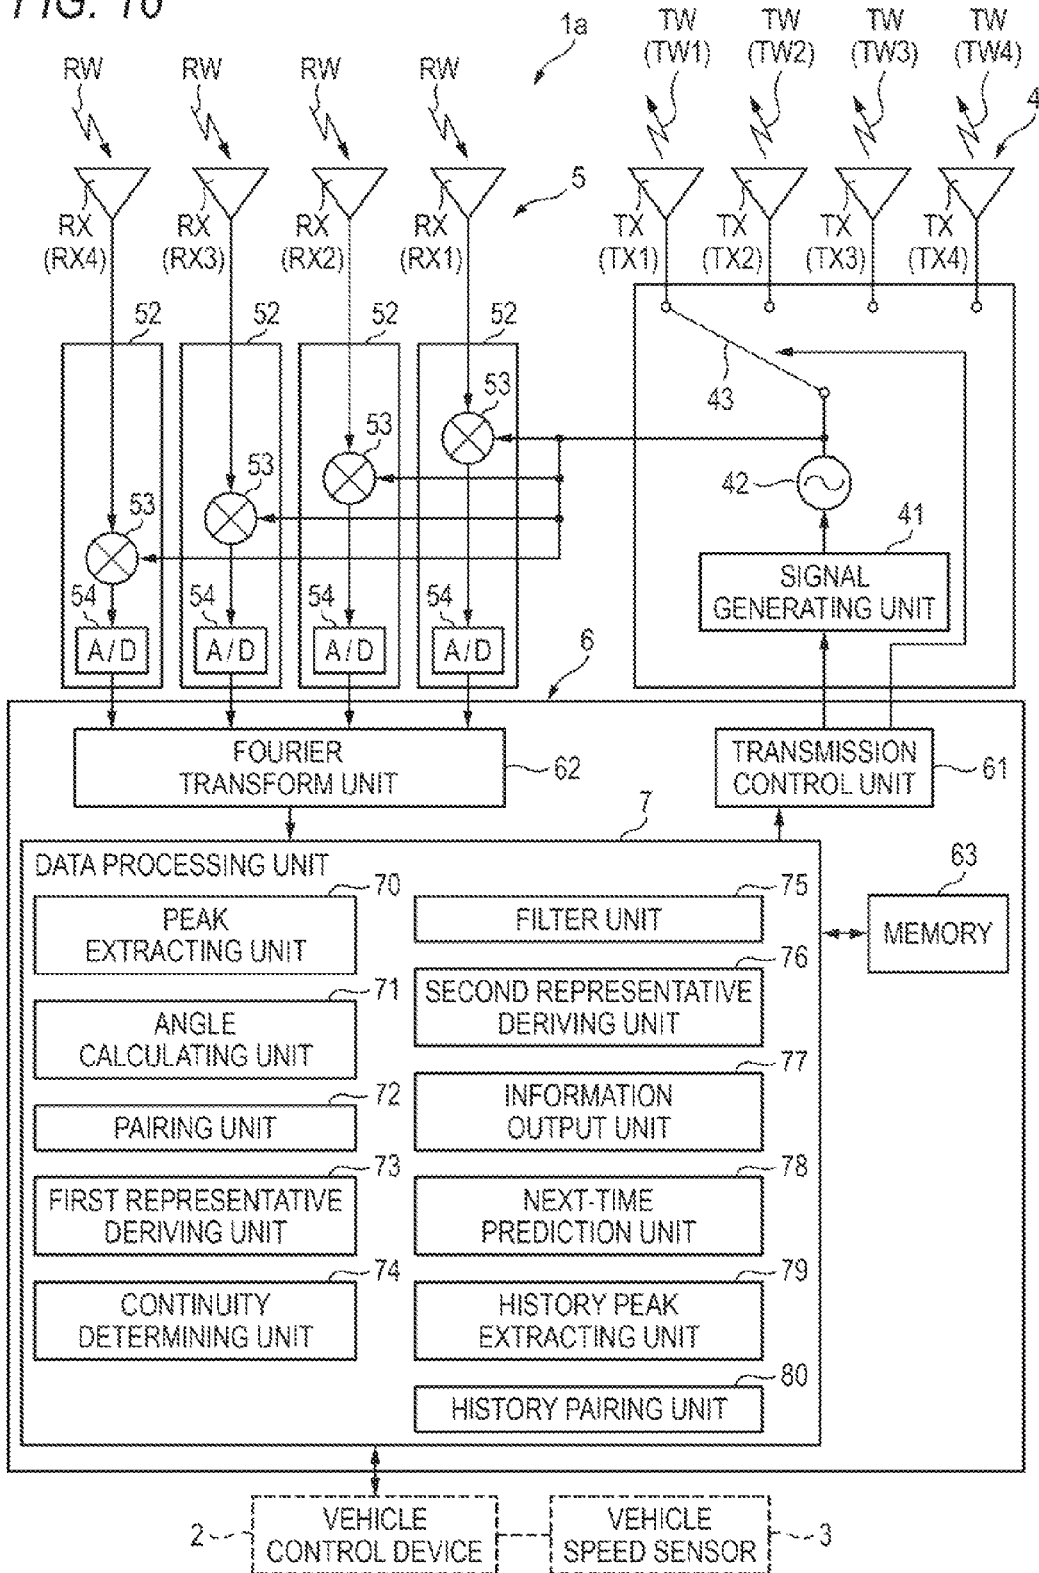 FIG. 16
1a
RW
RW
RW
RW
TW
(TW1)
TW
(TW2)
TW
(TW3)
TW
(TW4)
4
5
RX
(RX4)
RX
(RX3)
RX
(RX2)
RX
(RX1)
TX
(TX1)
TX
(TX2)
TX
(TX3)
TX
(TX4)
52
52
52
52
53
53
53
53
43
42
41
SIGNAL
GENERATING UNIT
54
54
54
54
A/D
A/D
A/D
A/D
6
FOURIER
TRANSFORM UNIT
62
TRANSMISSION
CONTROL UNIT
61
7
DATA PROCESSING UNIT
70
PEAK
EXTRACTING UNIT
71
ANGLE
CALCULATING UNIT
72
PAIRING UNIT
73
FIRST REPRESENTATIVE
DERIVING UNIT
74
CONTINUITY
DETERMINING UNIT
75
FILTER UNIT
76
SECOND REPRESENTATIVE
DERIVING UNIT
77
INFORMATION
OUTPUT UNIT
78
NEXT-TIME
PREDICTION UNIT
79
HISTORY PEAK
EXTRACTING UNIT
80
HISTORY PAIRING UNIT
63
MEMORY
2
VEHICLE
CONTROL DEVICE
VEHICLE
SPEED SENSOR
3